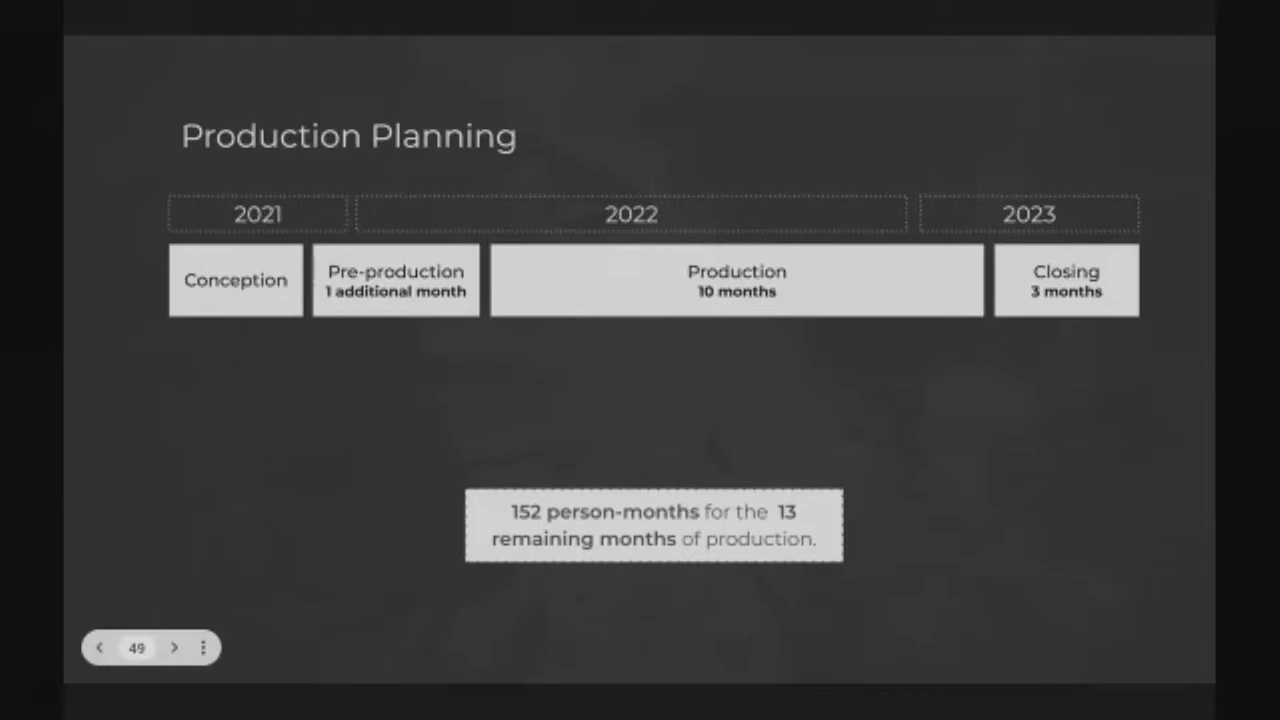 Production Planning
2021
2022
2023
Conception
Pre-production
1 additional month
Production
10 months
Closing
3 months
152 person-months for the 13
remaining months of production.
49